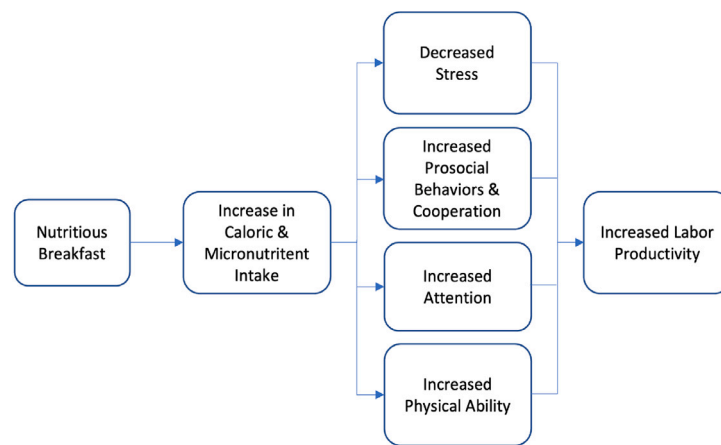 Nutritious
Breakfast
Increase in
Caloric &
Micronutritent
Intake
Decreased
Stress
Increased
Prosocial
Behaviors &
Cooperation
Increased
Attention
Increased
Physical Ability
Increased Labor
Productivity